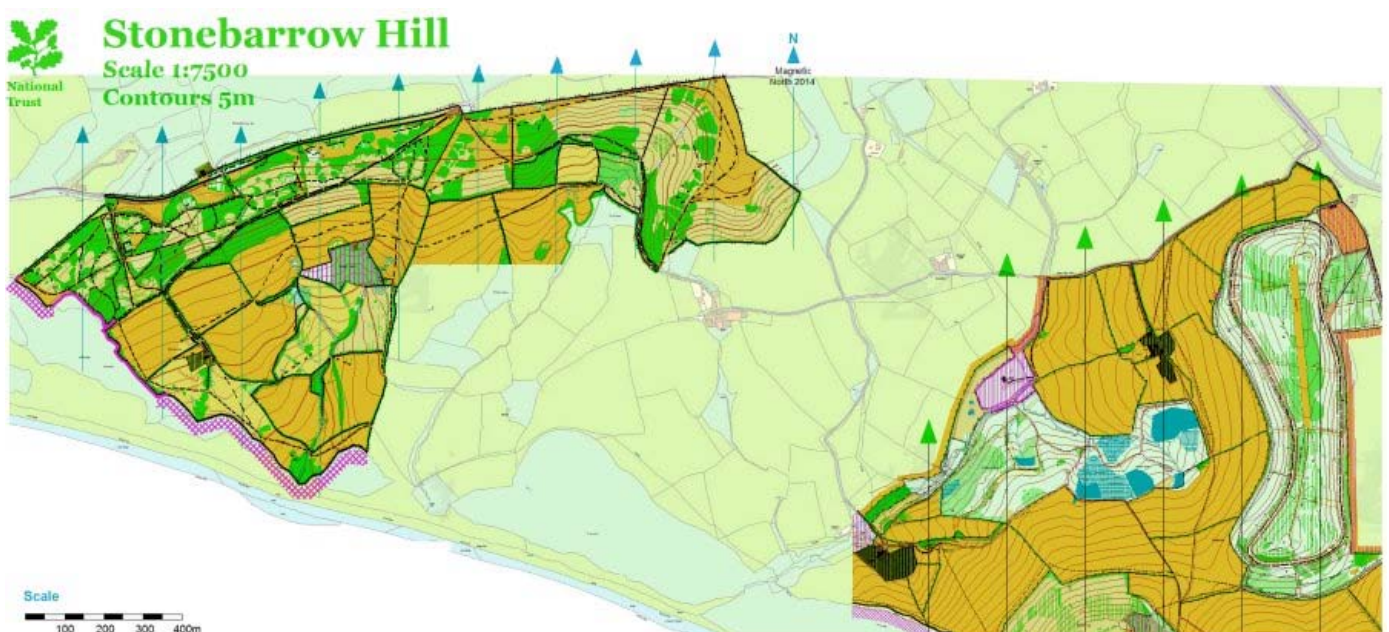 Stonebarrow Hill
Scale 1:7500
Contours 5m
National
Trust
N
Magnetic
North 2014
Scale
100 200 300 400m